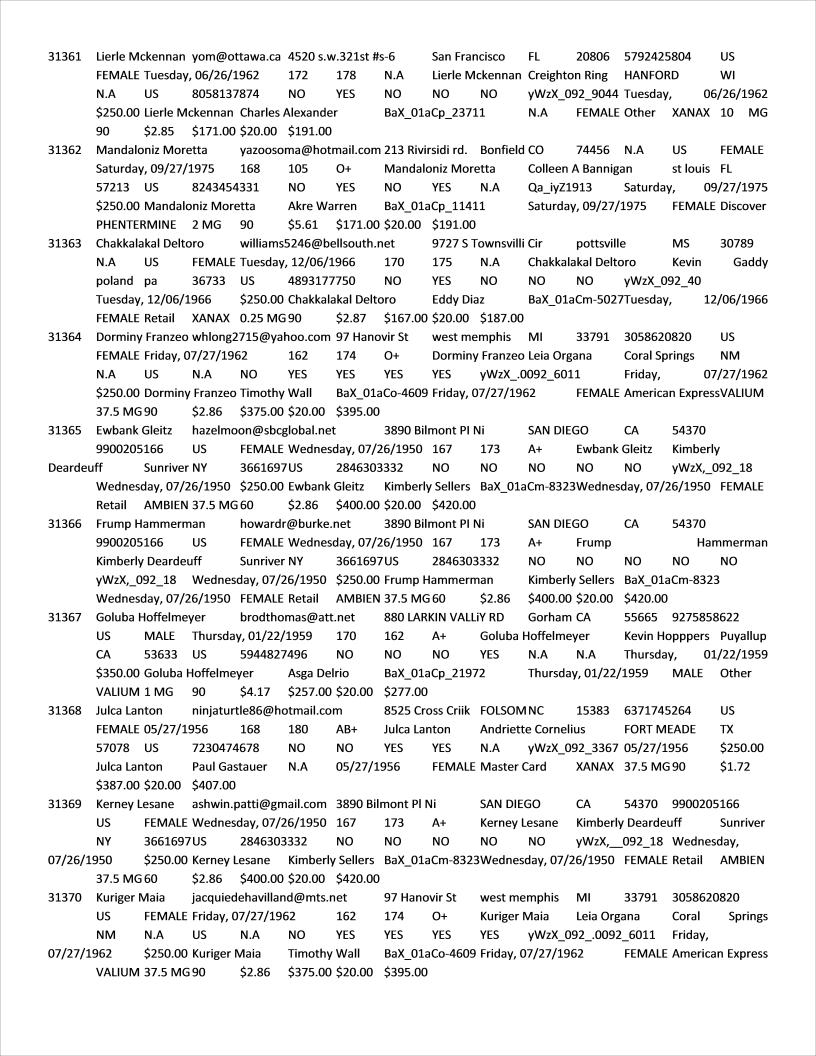 31361 Lierle Mckennan yom@ottawa.ca 4520 s.w.321st #s-6 San Francisco FL 20806 5792425804 US
FEMALE Tuesday, 06/26/1962 172 178 N.A Lierle Mckennan Creighton Ring HANFORD WI
N.A US 8058137874 NO YES NO NO NO yWzX_092_9044 Tuesday, 06/26/1962
$250.00 Lierle Mckennan Charles Alexander BaX_01aCp_23711 N.A FEMALE Other XANAX 10 MG
90 $2.85 $171.00 $20.00 $191.00
31362 Mandaloniz Moretta yazoosoma@hotmail.com 213 Rivirsidi rd. Bonfield CO 74456 N.A US FEMALE
Saturday, 09/27/1975 168 105 O+ Mandaloniz Moretta Colleen A Bannigan st louis FL
57213 US 8243454331 NO YES NO YES N.A Qa_iyZ1913 Saturday, 09/27/1975
$250.00 Mandaloniz Moretta Akre Warren BaX_01aCp_11411 Saturday, 09/27/1975 FEMALE Discover
PHENTERMINE 2 MG 90 $5.61 $171.00 $20.00 $191.00
31363 Chakkalakal Deltoro williams5246@bellsouth.net 9727 S Townsvilli Cir pottsville MS 30789
N.A US FEMALE Tuesday, 12/06/1966 170 175 N.A Chakkalakal Deltoro Kevin Gaddy
poland pa 36733 US 4893177750 NO YES NO NO NO yWzX_092_40
Tuesday, 12/06/1966 $250.00 Chakkalakal Deltoro Eddy Diaz BaX_01aCm-5027Tuesday, 12/06/1966
FEMALE Retail XANAX 0.25 MG 90 $2.87 $167.00 $20.00 $187.00
31364 Dorminy Franzeo whlong2715@yahoo.com 97 Hanovir St west memphis MI 33791 3058620820 US
FEMALE Friday, 07/27/1962 162 174 O+ Dorminy Franzeo Leia Organa Coral Springs NM
N.A US N.A NO YES YES YES YES yWzX_.0092_6011 Friday, 07/27/1962
$250.00 Dorminy Franzeo Timothy Wall BaX_01aCo-4609 Friday, 07/27/1962 FEMALE American ExpressVALIUM
37.5 MG 90 $2.86 $375.00 $20.00 $395.00
31365 Ewbank Gleitz hazelmoon@sbcglobal.net 3890 Bilmont Pl Ni SAN DIEGO CA 54370
9900205166 US FEMALE Wednesday, 07/26/1950 167 173 A+ Ewbank Gleitz Kimberly
Deardeuff Sunriver NY 3661697US 2846303332 NO NO NO NO NO yWzX,_092_18
Wednesday, 07/26/1950 $250.00 Ewbank Gleitz Kimberly Sellers BaX_01aCm-8323Wednesday, 07/26/1950 FEMALE
Retail AMBIEN 37.5 MG 60 $2.86 $400.00 $20.00 $420.00
31366 Frump Hammerman howardr@burke.net 3890 Bilmont Pl Ni SAN DIEGO CA 54370
9900205166 US FEMALE Wednesday, 07/26/1950 167 173 A+ Frump Hammerman
Kimberly Deardeuff Sunriver NY 3661697US 2846303332 NO NO NO NO NO
yWzX,_092_18 Wednesday, 07/26/1950 $250.00 Frump Hammerman Kimberly Sellers BaX_01aCm-8323
Wednesday, 07/26/1950 FEMALE Retail AMBIEN 37.5 MG 60 $2.86 $400.00 $20.00 $420.00
31367 Goluba Hoffelmeyer brodthomas@att.net 880 LARKIN VALLiY RD Gorham CA 55665 9275858622
US MALE Thursday, 01/22/1959 170 162 A+ Goluba Hoffelmeyer Kevin Hopppers Puyallup
CA 53633 US 5944827496 NO NO NO YES N.A N.A Thursday, 01/22/1959
$350.00 Goluba Hoffelmeyer Asga Delrio BaX_01aCp_21972 Thursday, 01/22/1959 MALE Other
VALIUM 1 MG 90 $4.17 $257.00 $20.00 $277.00
31368 Julca Lanton ninjaturtle86@hotmail.com 8525 Cross Criik FOLSOM NC 15383 6371745264 US
FEMALE 05/27/1956 168 180 AB+ Julca Lanton Andriette Cornelius FORT MEADE TX
57078 US 7230474678 NO NO YES YES N.A yWzX_092_3367 05/27/1956 $250.00
Julca Lanton Paul Gastauer N.A 05/27/1956 FEMALE Master Card XANAX 37.5 MG 90 $1.72
$387.00 $20.00 $407.00
31369 Kerney Lesane ashwin.patti@gmail.com 3890 Bilmont Pl Ni SAN DIEGO CA 54370 9900205166
US FEMALE Wednesday, 07/26/1950 167 173 A+ Kerney Lesane Kimberly Deardeuff Sunriver
NY 3661697US 2846303332 NO NO NO NO NO yWzX,__092_18 Wednesday,
07/26/1950 $250.00 Kerney Lesane Kimberly Sellers BaX_01aCm-8323Wednesday, 07/26/1950 FEMALE Retail AMBIEN
37.5 MG 60 $2.86 $400.00 $20.00 $420.00
31370 Kuriger Maia jacquiedehavilland@mts.net 97 Hanovir St west memphis MI 33791 3058620820
US FEMALE Friday, 07/27/1962 162 174 O+ Kuriger Maia Leia Organa Coral Springs
NM N.A US N.A NO YES YES YES YES yWzX_092_.0092_6011 Friday,
07/27/1962 $250.00 Kuriger Maia Timothy Wall BaX_01aCo-4609 Friday, 07/27/1962 FEMALE American Express
VALIUM 37.5 MG 90 $2.86 $375.00 $20.00 $395.00